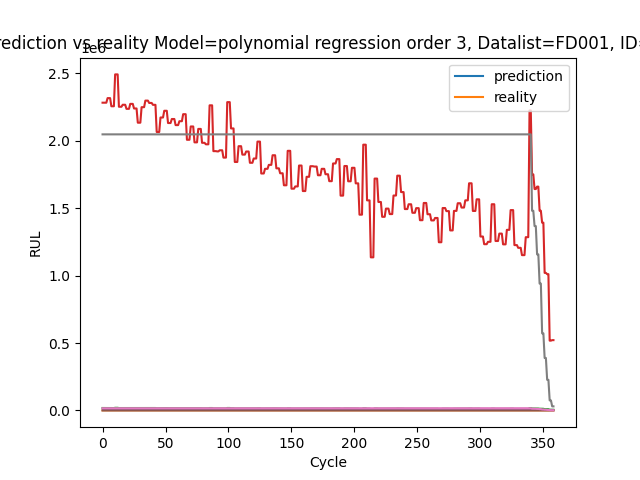 rediction vs reality Model=polynomial regression order 3, Datalist=FD001, ID=
1e6
2.5
2.0
1.5
1.0
0.5
0.0
RUL
prediction
reality
0 50 100 150 200 250 300 350
Cycle